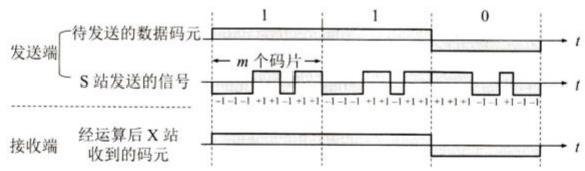 1 1 0
待发送的数据码元 t
发送端
m 个码片
S 站发送的信号 t
-1-1-1 +1+1-1+1+1 -1-1-1 +1+1-1+1+1 +1+1+1 -1-1+1-1-1
经运算后 X 站
接收端
收到的码元 t